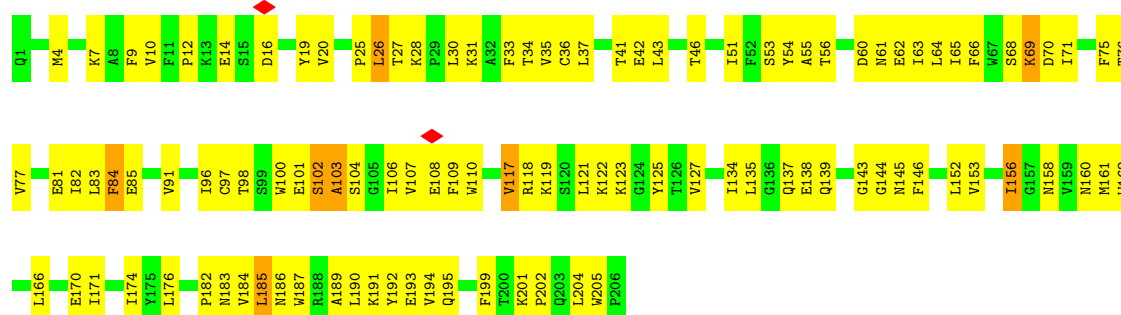 Q1 M4 K7 A8 F9 V10 F11 P12 K13 E14 S15 D16 Y19 V20 P25 L26 T27 K28 P29 L30 K31 A32 F33 T34 V35 C36 L37 T41 E42 L43 T46 I51 F52 S53 Y54 A55 T56 D60 N61 E62 I63 L64 I65 F66 W67 S68 K69 D70 I71 F75
V77 E81 I82 L83 F84 E85 V91 I96 C97 T98 S99 W100 E101 S102 A103 S104 G105 I106 V107 E108 F109 W110 V117 R118 K119 S120 L121 K122 K123 G124 Y125 T126 V127 I134 L135 G136 Q137 E138 Q139 G143 G144 N145 F146 L152 V153 I156 G157 N158 V159 N160 M161
L166 E170 I171 I174 Y175 L176 P182 N183 V184 L185 N186 W187 R188 A189 L190 K191 Y192 E193 V194 Q195 F199 T200 K201 P202 Q203 L204 W205 P206